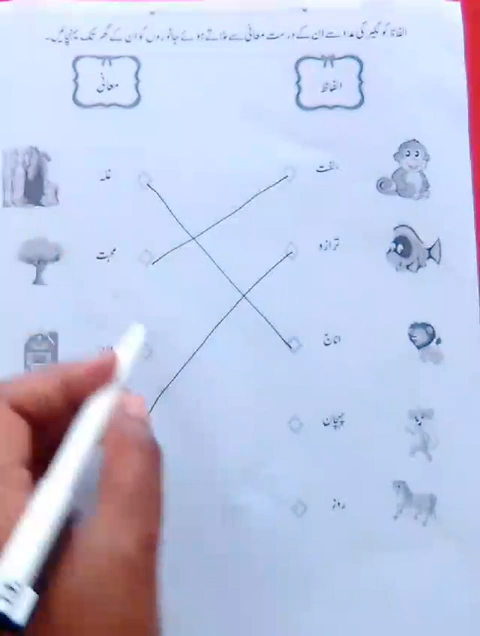 الفاظ کو لکیر کی مدد سے ان کے درست معانی سے ملاتے ہوئے جانوروں کو ان کے گھر تک پہنچائیں۔
الفاظ معانی
الفت غلہ
ترازو محبت
اناج
پہچان
روز